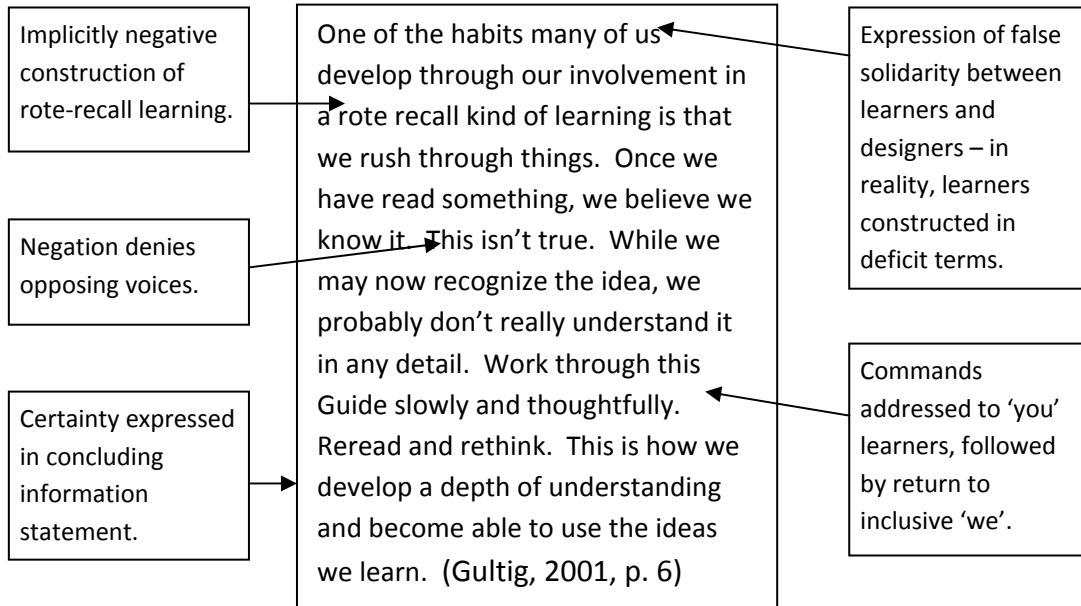 Implicitly negative
construction of
rote-recall learning.
Negation denies
opposing voices.
Certainty expressed
in concluding
information
statement.
One of the habits many of us
develop through our involvement in
a rote recall kind of learning is that
we rush through things.  Once we
have read something, we believe we
know it.  This isn’t true.  While we
may now recognize the idea, we
probably don’t really understand it
in any detail.  Work through this
Guide slowly and thoughtfully.
Reread and rethink.  This is how we
develop a depth of understanding
and become able to use the ideas
we learn.  (Gultig, 2001, p. 6)
Expression of false
solidarity between
learners and
designers – in
reality, learners
constructed in
deficit terms.
Commands
addressed to ‘you’
learners, followed
by return to
inclusive ‘we’.